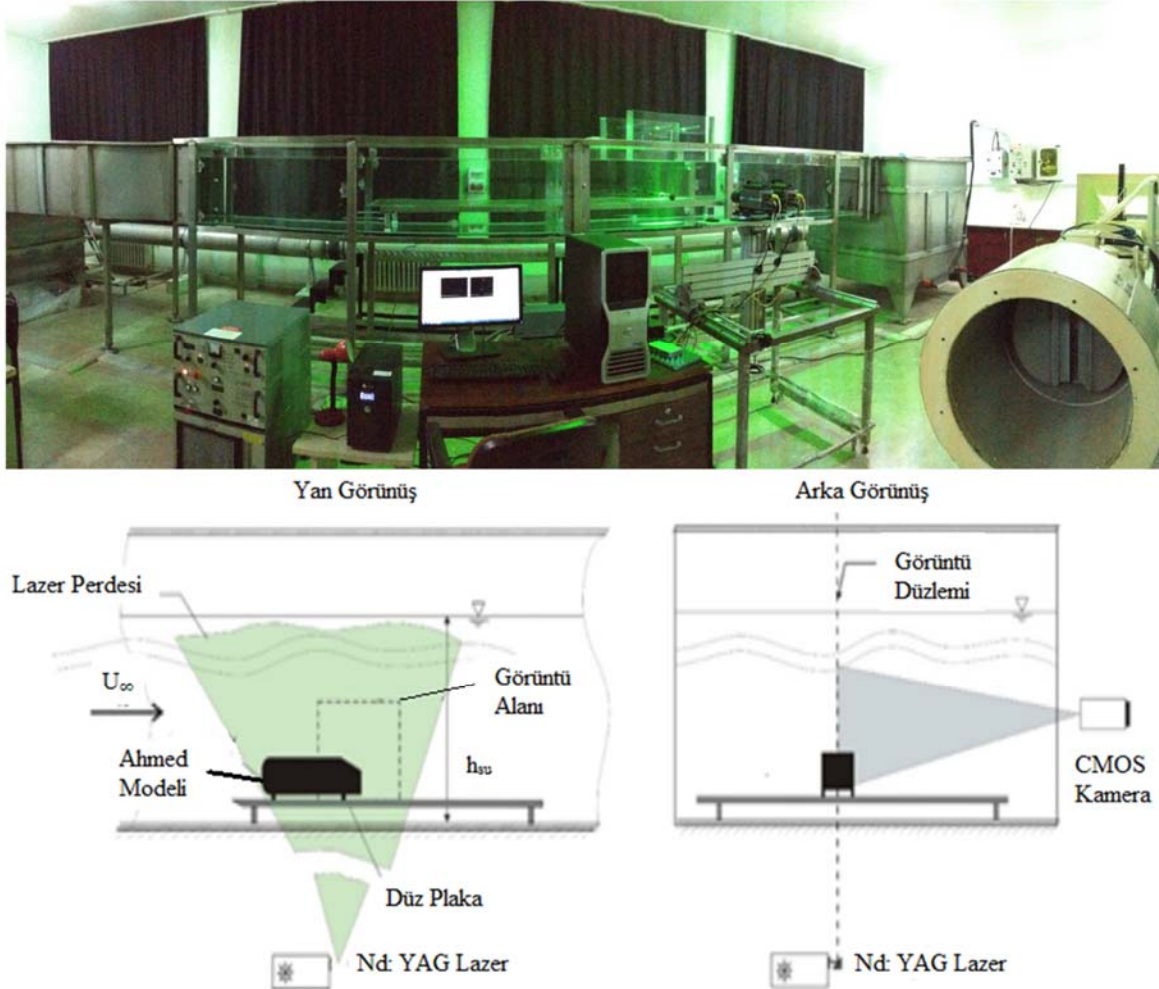 Yan Görünüş
Arka Görünüş
Lazer Perdesi
U∞
Ahmed
Modeli
Görüntü
Alanı
hsu
Düz Plaka
Nd: YAG Lazer
Görüntü
Düzlemi
CMOS
Kamera
Nd: YAG Lazer